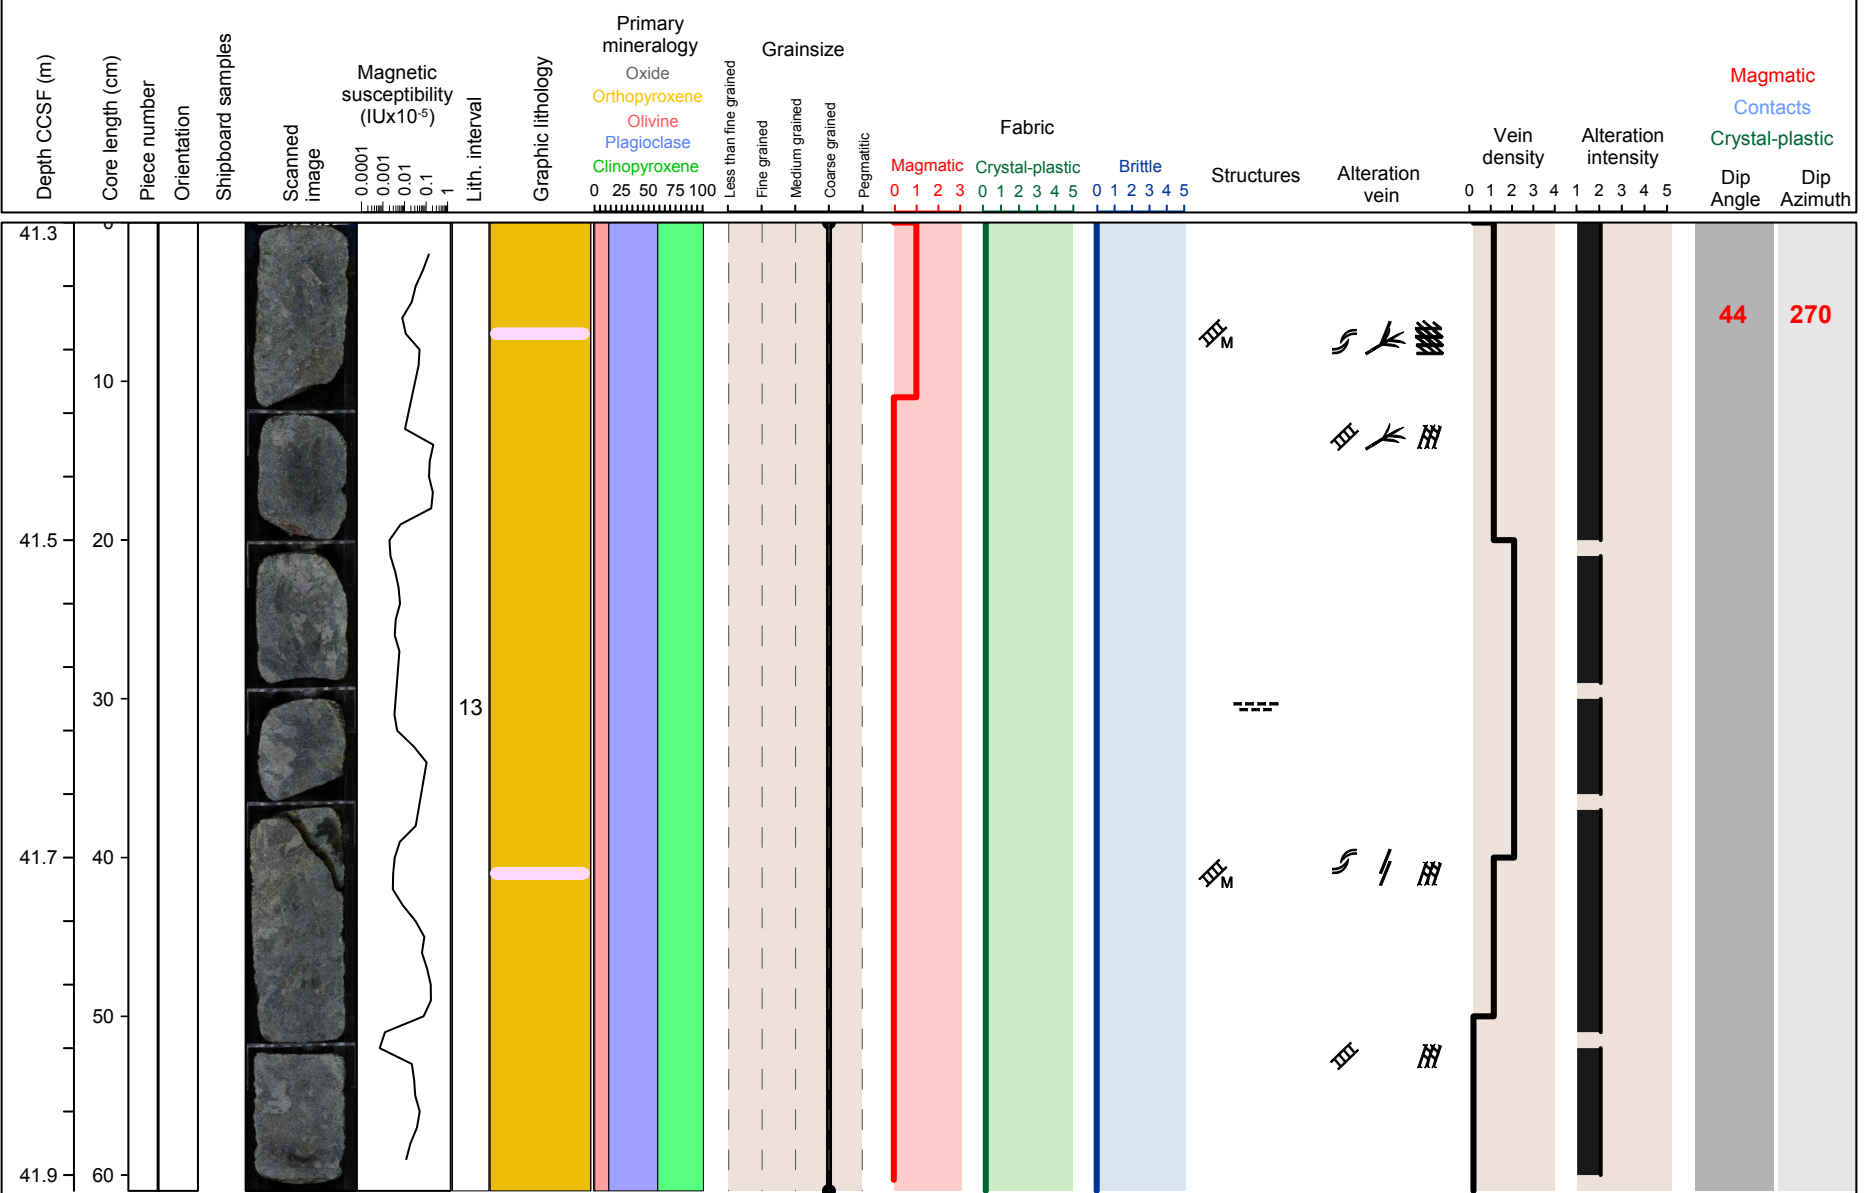 Depth CCSF (m)
Core length (cm)
Piece number
Orientation
Shipboard samples
Scanned
image
Magnetic
susceptibility
(IUx10-5)
0.0001
0.001
0.01
0.1
1
Lith. interval
Graphic lithology
Primary
mineralogy
Oxide
Orthopyroxene
Olivine
Plagioclase
Clinopyroxene
0 25 50 75 100
Grainsize
Less than fine grained
Fine grained
Medium grained
Coarse grained
Pegmatitic
Fabric
Magmatic
0 1 2 3
Crystal-plastic
0 1 2 3 4 5
Brittle
0 1 2 3 4 5
Structures
Alteration
vein
Vein
density
0 1 2 3 4
Alteration
intensity
1 2 3 4 5
Magmatic
Contacts
Crystal-plastic
Dip
Angle
Dip
Azimuth
41.3
41.5
41.7
41.9
0
10
20
30
40
50
60
13
M
M
44 270